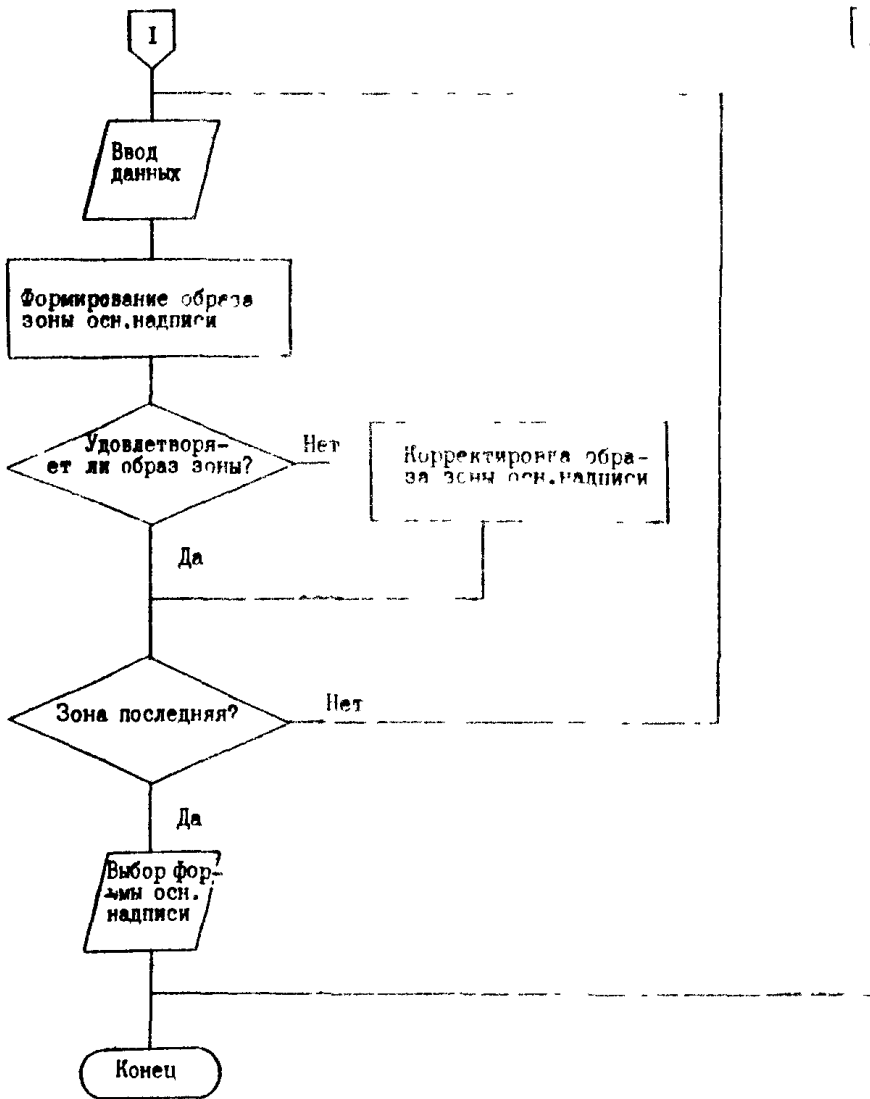 I
Ввод
данных
Формирование образа
зоны осн.надписи
Удовлетворя-
ет ли образ зоны?
Нет
Корректировка обра-
за зоны осн.надписи
Да
Зона последняя?
Нет
Да
Выбор фор-
мы осн.
надписи
Конец